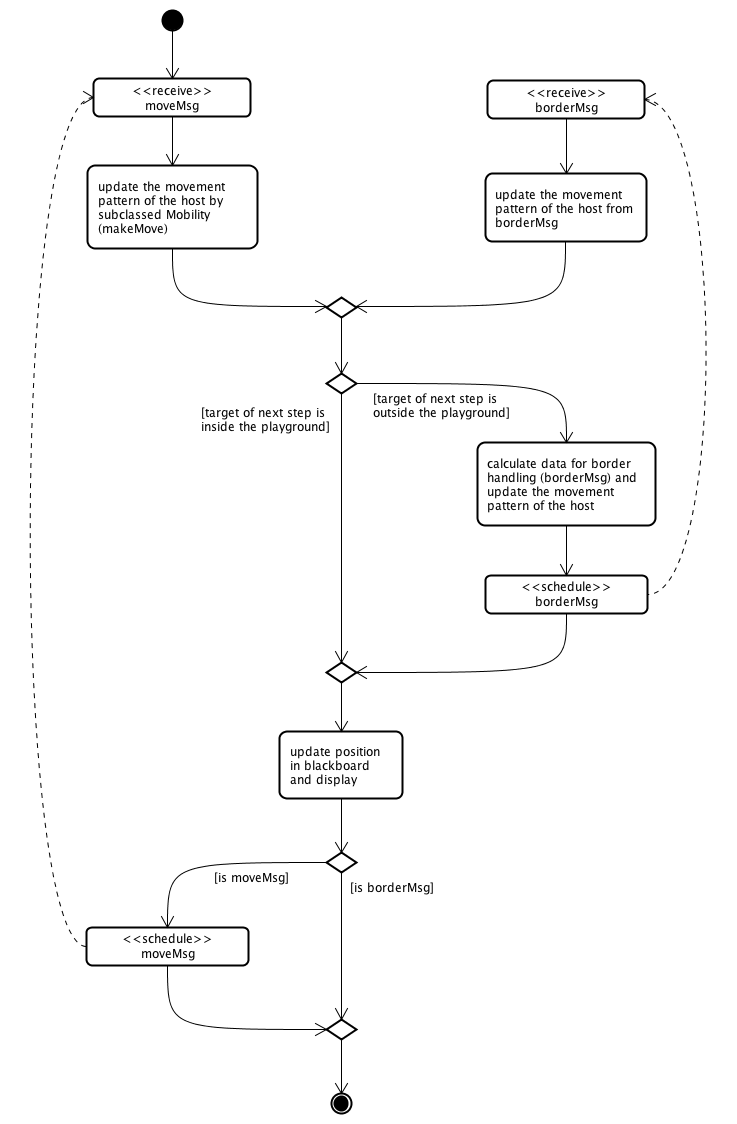 <<receive>>
moveMsg
<<receive>>
borderMsg
update the movement
pattern of the host by
subclassed Mobility
(makeMove)
update the movement
pattern of the host from
borderMsg
[target of next step is
inside the playground]
[target of next step is
outside the playground]
calculate data for border
handling (borderMsg) and
update the movement
pattern of the host
<<schedule>>
borderMsg
update position
in blackboard
and display
[is moveMsg]
[is borderMsg]
<<schedule>>
moveMsg